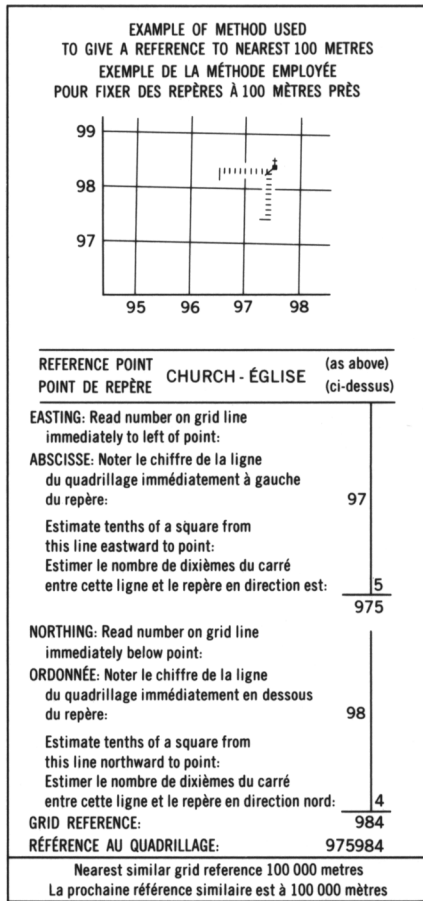 EXAMPLE OF METHOD USED
TO GIVE A REFERENCE TO NEAREST 100 METRES
EXEMPLE DE LA MÉTHODE EMPLOYÉE
POUR FIXER DES REPÈRES À 100 MÈTRES PRÈS
99
98
97
95 96 97 98
REFERENCE POINT
POINT DE REPÈRE
CHURCH - ÉGLISE
(as above)
(ci-dessus)
EASTING: Read number on grid line
immediately to left of point:
ABSCISSE: Noter le chiffre de la ligne
du quadrillage immédiatement à gauche
du repère: 97
Estimate tenths of a square from
this line eastward to point:
Estimer le nombre de dixièmes du carré
entre cette ligne et le repère en direction est: 5
975
NORTHING: Read number on grid line
immediately below point:
ORDONNÉE: Noter le chiffre de la ligne
du quadrillage immédiatement en dessous
du repère: 98
Estimate tenths of a square from
this line northward to point:
Estimer le nombre de dixièmes du carré
entre cette ligne et le repère en direction nord: 4
GRID REFERENCE: 984
RÉFÉRENCE AU QUADRILLAGE: 975984
Nearest similar grid reference 100 000 metres
La prochaine référence similaire est à 100 000 mètres